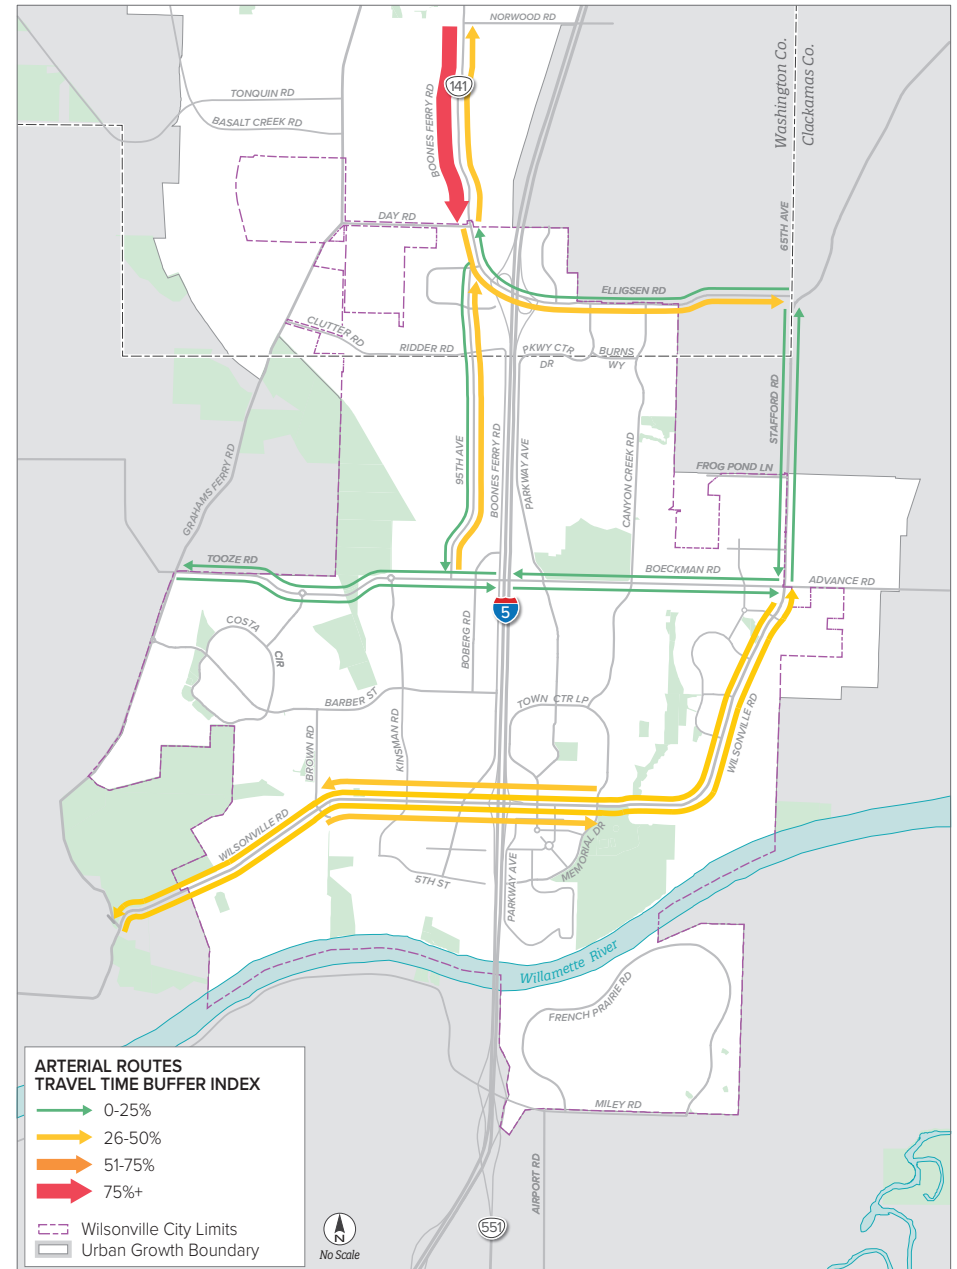 NORWOOD RD
Washington Co.
Clackamas Co.
141
TONQUIN RD
BASALT CREEK RD
BOONES FERRY RD
DAY RD
65TH AVE
ELLIGSEN RD
CLUTTER RD
RIDDER RD
PKWY CTR
DR
BURNS
WY
STAFFORD RD
95TH AVE
BOONES FERRY RD
PARKWAY AVE
CANYON CREEK RD
FROG POND LN
GRAHAMS FERRY RD
TOOZE RD
BOECKMAN RD
ADVANCE RD
5
COSTA
CIR
BOBERG RD
BARBER ST
TOWN CTR LP
BROWN RD
KINSMAN RD
WILSONVILLE RD
WILSONVILLE RD
MEMORIAL DR
5TH ST
PARKWAY AVE
Willamette River
FRENCH PRAIRIE RD
MILEY RD
AIRPORT RD
551
ARTERIAL ROUTES
TRAVEL TIME BUFFER INDEX
0-25%
26-50%
51-75%
75%+
Wilsonville City Limits
Urban Growth Boundary
N
No Scale